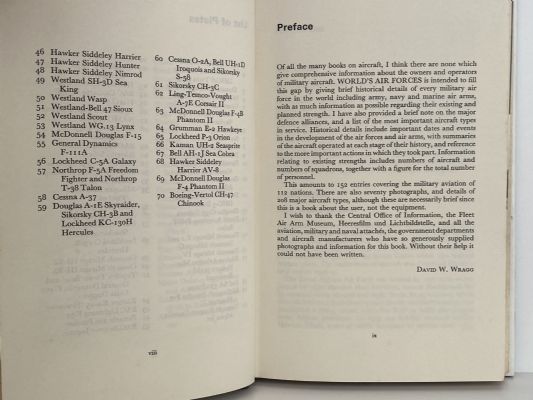 46 Hawker Siddeley Harrier
47 Hawker Siddeley Hunter
48 Hawker Siddeley Nimrod
49 Westland SH-3D Sea
King
50 Westland Wasp
51 Westland-Bell 47 Sioux
52 Westland Scout
53 Westland WG.13 Lynx
54 McDonnell Douglas F-15
55 General Dynamics
F-111A
56 Lockheed C-5A Galaxy
57 Northrop F-5A Freedom
Fighter and Northrop
T-38 Talon
58 Cessna A-37
59 Douglas A-1E Skyraider,
Sikorsky CH-3B and
Lockheed KC-130H
Hercules
60 Cessna O-2A, Bell UH-1D
Iroquois and Sikorsky
S-58
61 Sikorsky CH-3C
62 Ling-Temco-Vought
A-7E Corsair II
63 McDonnell Douglas F-4B
Phantom II
64 Grumman E-2 Hawkeye
65 Lockheed P-3 Orion
66 Kaman UH-2 Seasprite
67 Bell AH-1J Sea Cobra
68 Hawker Siddeley
Harrier AV-8
69 McDonnell Douglas
F-4 Phantom II
70 Boeing-Vertol CH-47
Chinook
viii
Preface
Of all the many books on aircraft, I think there are none which
give comprehensive information about the owners and operators
of military aircraft. WORLD'S AIR FORCES is intended to fill
this gap by giving brief historical details of every military air
force in the world including army, navy and marine air arms,
with as much information as possible regarding their existing and
planned strength. I have also provided a brief note on the major
defence alliances, and a list of the most important aircraft types
in service. Historical details include important dates and events
in the development of air forces and air arms, with summaries
of the aircraft operated at each stage of their history, and reference
to the more important actions in which they took part. Information
relating to existing strengths includes numbers of aircraft and
numbers of squadrons, together with a figure for the total number
of personnel.
This amounts to 152 entries covering the military aviation of
112 nations. There are also seventy photographs, and details of
208 major aircraft types, although these are necessarily brief since
this is a book about the user, not the equipment.
I wish to thank the Central Office of Information, the Fleet
Air Arm Museum, Heeresfilm und Lichtbildstelle, and all the
aviation, military and naval attachés, the government departments
and aircraft manufacturers who have so generously supplied
photographs and information for this book. Without their help it
could not have been written.
DAVID W. WRAGG
ix